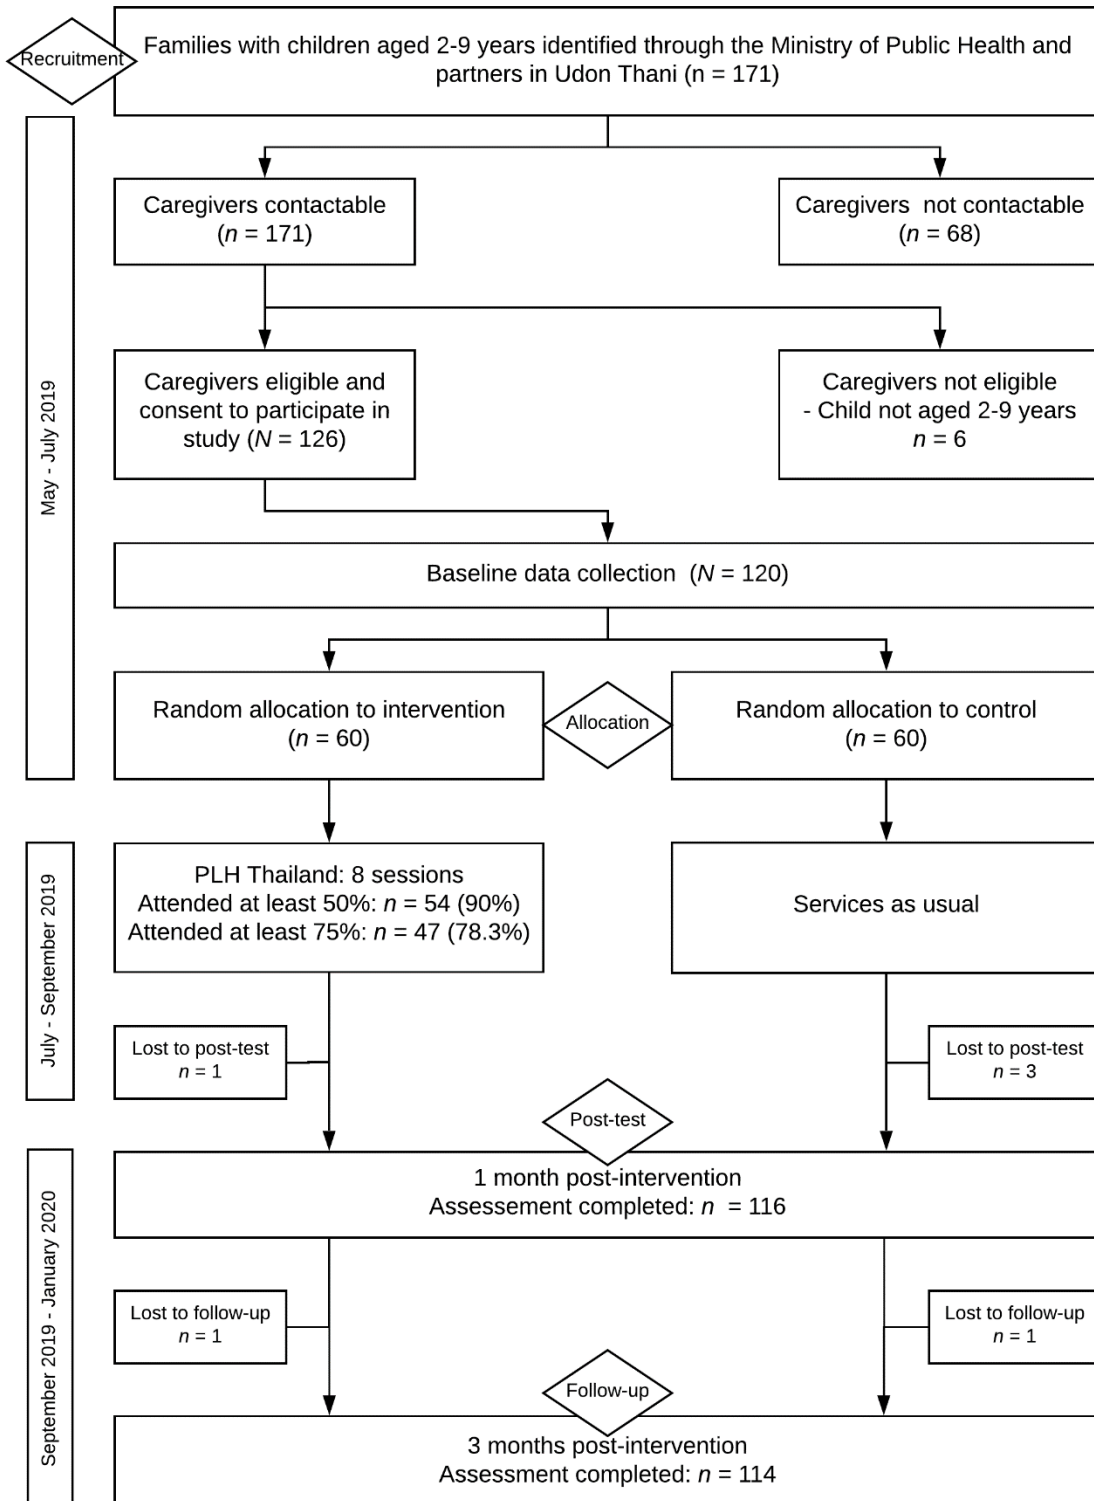 Recruitment
Families with children aged 2-9 years identified through the Ministry of Public Health and
partners in Udon Thani (n = 171)
May - July 2019
Caregivers contactable
(n = 171)
Caregivers not contactable
(n = 68)
Caregivers eligible and
consent to participate in
study (N = 126)
Caregivers not eligible
- Child not aged 2-9 years
n = 6
Baseline data collection (N = 120)
Random allocation to intervention
(n = 60)
Allocation
Random allocation to control
(n = 60)
July - September 2019
PLH Thailand: 8 sessions
Attended at least 50%: n = 54 (90%)
Attended at least 75%: n = 47 (78.3%)
Services as usual
Lost to post-test
n = 1
Lost to post-test
n = 3
Post-test
September 2019 - January 2020
1 month post-intervention
Assessement completed: n = 116
Lost to follow-up
n = 1
Lost to follow-up
n = 1
Follow-up
3 months post-intervention
Assessment completed: n = 114